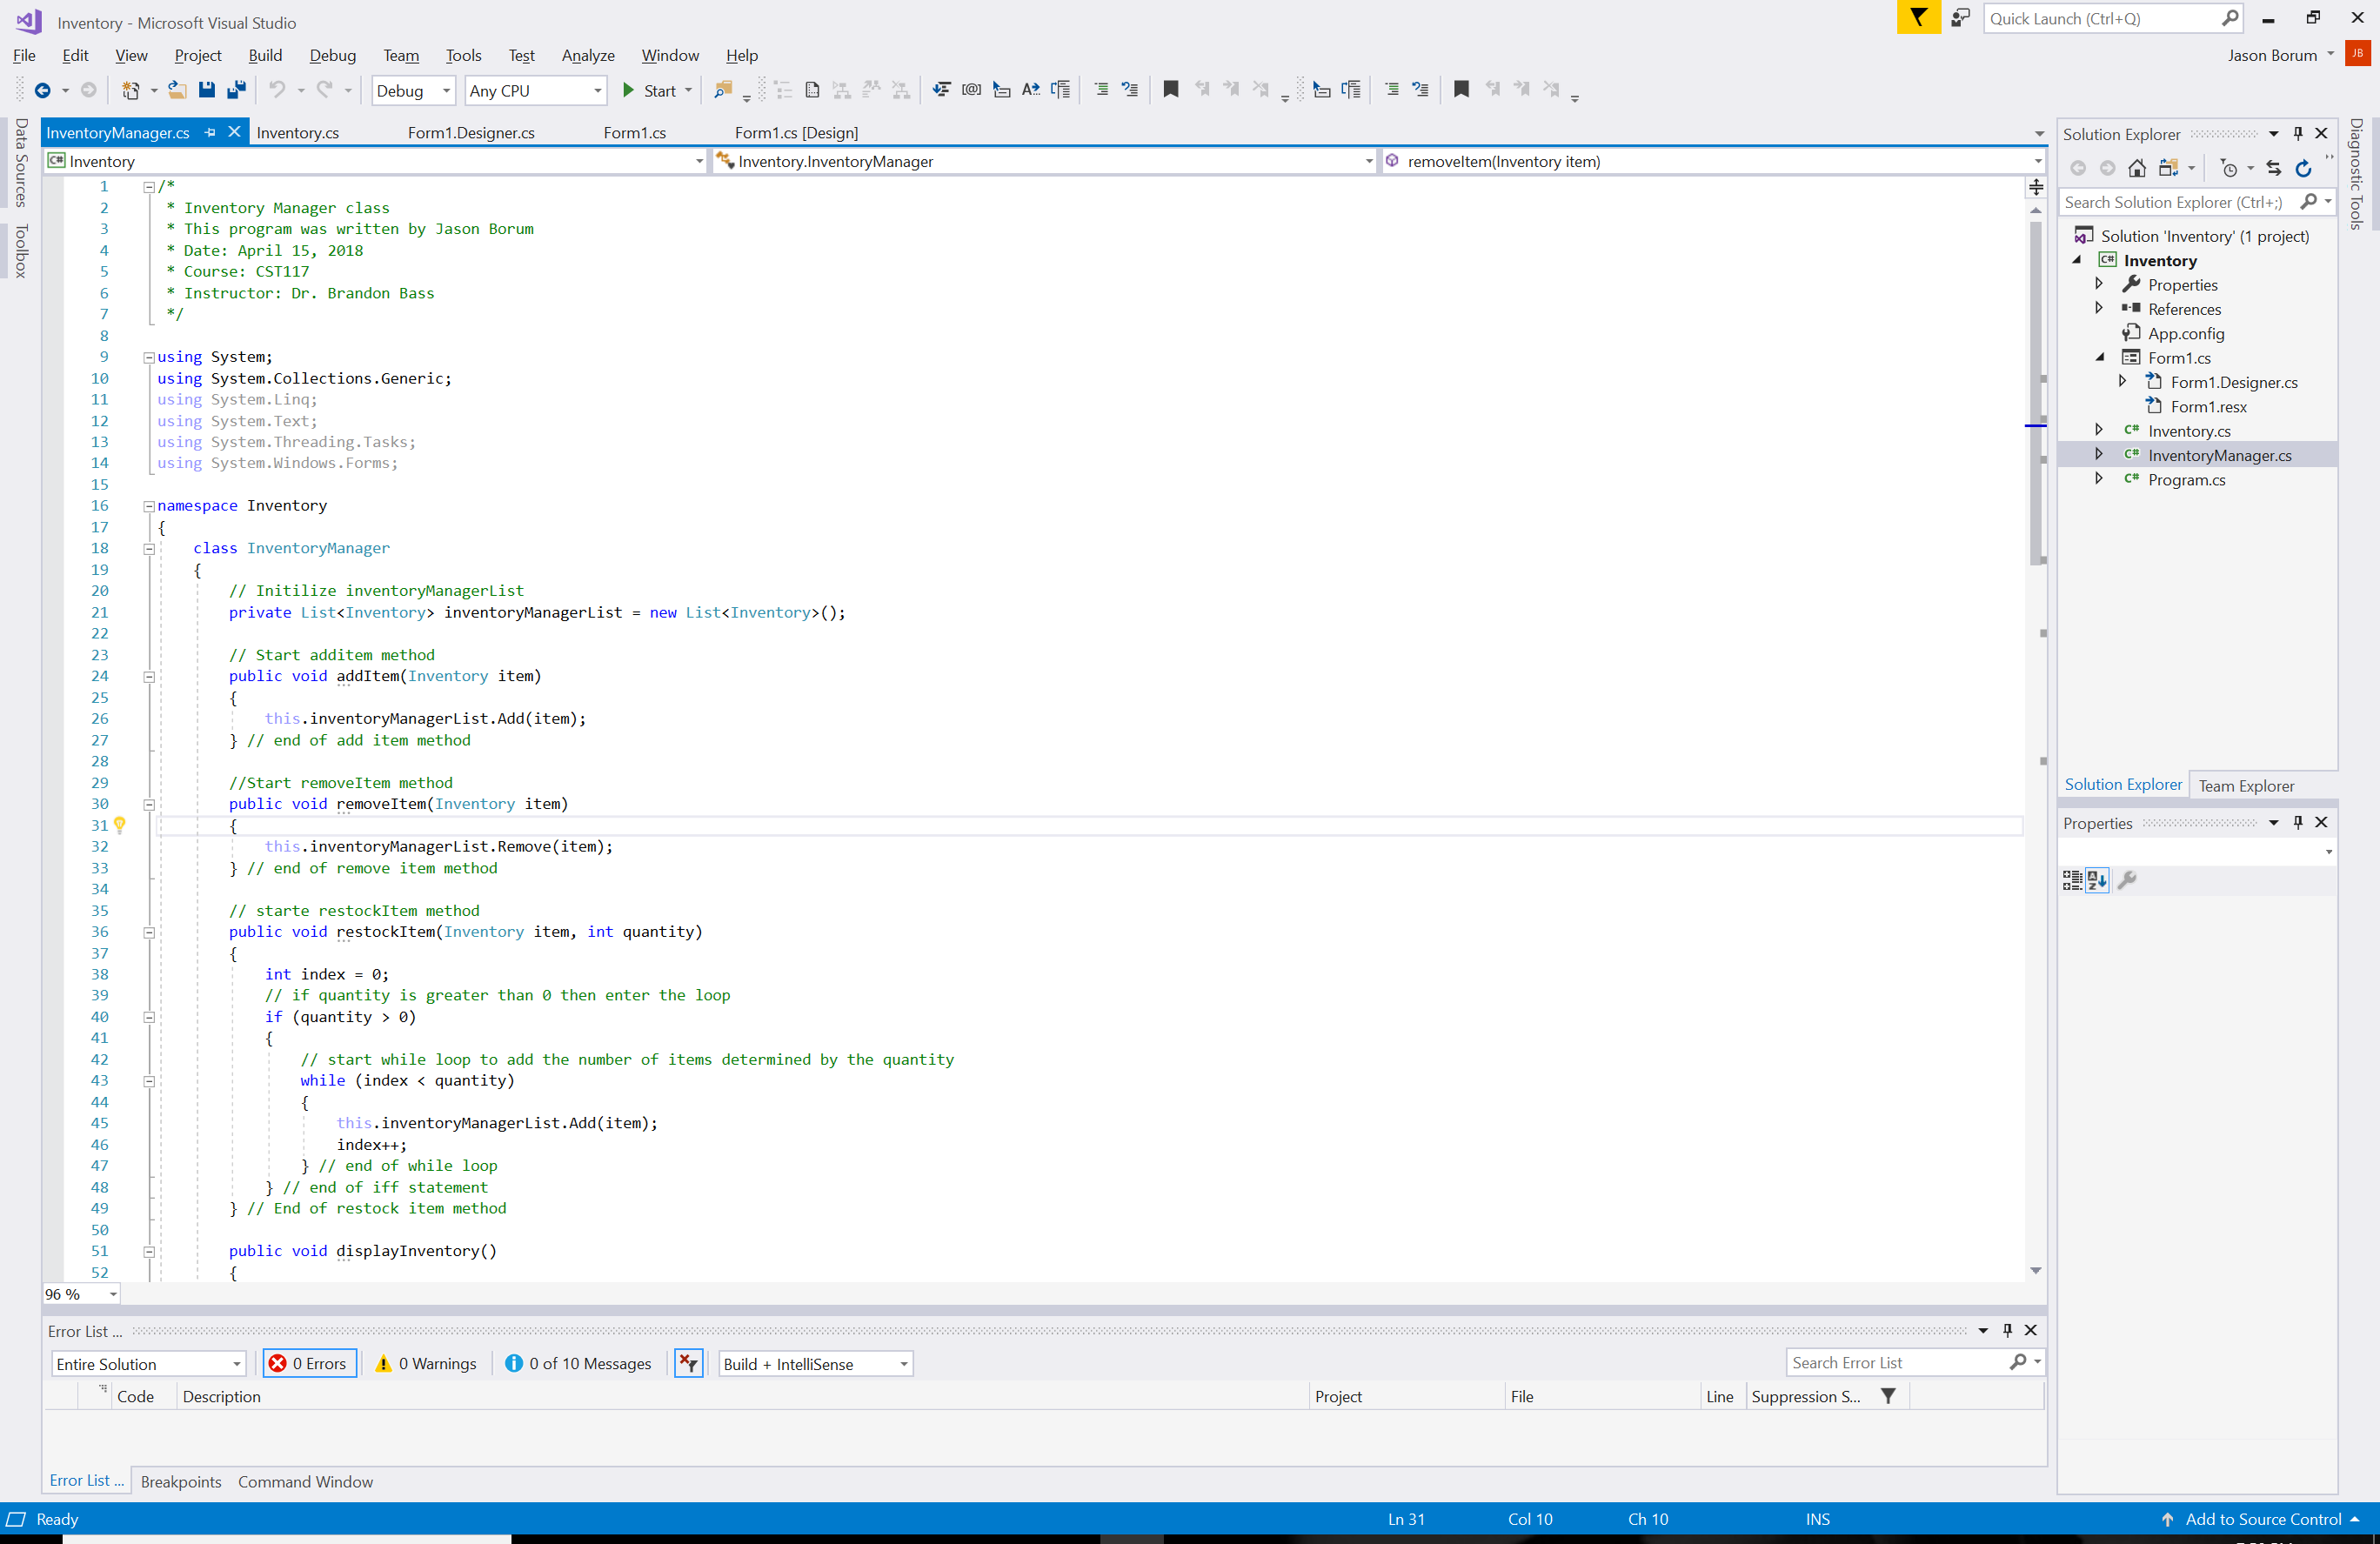 Inventory - Microsoft Visual Studio
Quick Launch (Ctrl+Q)
File Edit View Project Build Debug Team Tools Test Analyze Window Help
Jason Borum JB
Debug Any CPU Start
Data Sources
Toolbox
InventoryManager.cs Inventory.cs Form1.Designer.cs Form1.cs Form1.cs [Design]
Inventory Inventory.InventoryManager removeItem(Inventory item)
1 /*
2 * Inventory Manager class
3 * This program was written by Jason Borum
4 * Date: April 15, 2018
5 * Course: CST117
6 * Instructor: Dr. Brandon Bass
7 */
8
9 using System;
10 using System.Collections.Generic;
11 using System.Linq;
12 using System.Text;
13 using System.Threading.Tasks;
14 using System.Windows.Forms;
15
16 namespace Inventory
17 {
18 class InventoryManager
19 {
20 // Initilize inventoryManagerList
21 private List<Inventory> inventoryManagerList = new List<Inventory>();
22
23 // Start additem method
24 public void addItem(Inventory item)
25 {
26 this.inventoryManagerList.Add(item);
27 } // end of add item method
28
29 //Start removeItem method
30 public void removeItem(Inventory item)
31 {
32 this.inventoryManagerList.Remove(item);
33 } // end of remove item method
34
35 // starte restockItem method
36 public void restockItem(Inventory item, int quantity)
37 {
38 int index = 0;
39 // if quantity is greater than 0 then enter the loop
40 if (quantity > 0)
41 {
42 // start while loop to add the number of items determined by the quantity
43 while (index < quantity)
44 {
45 this.inventoryManagerList.Add(item);
46 index++;
47 } // end of while loop
48 } // end of iff statement
49 } // End of restock item method
50
51 public void displayInventory()
52 {
96 %
Error List ...
Entire Solution 0 Errors 0 Warnings 0 of 10 Messages Build + IntelliSense Search Error List
Code Description Project File Line Suppression S...
Error List ... Breakpoints Command Window
Solution Explorer
Search Solution Explorer (Ctrl+;)
Solution 'Inventory' (1 project)
C# Inventory
Properties
References
App.config
Form1.cs
Form1.Designer.cs
Form1.resx
C# Inventory.cs
C# InventoryManager.cs
C# Program.cs
Solution Explorer Team Explorer
Properties
Diagnostic Tools
Ready Ln 31 Col 10 Ch 10 INS Add to Source Control